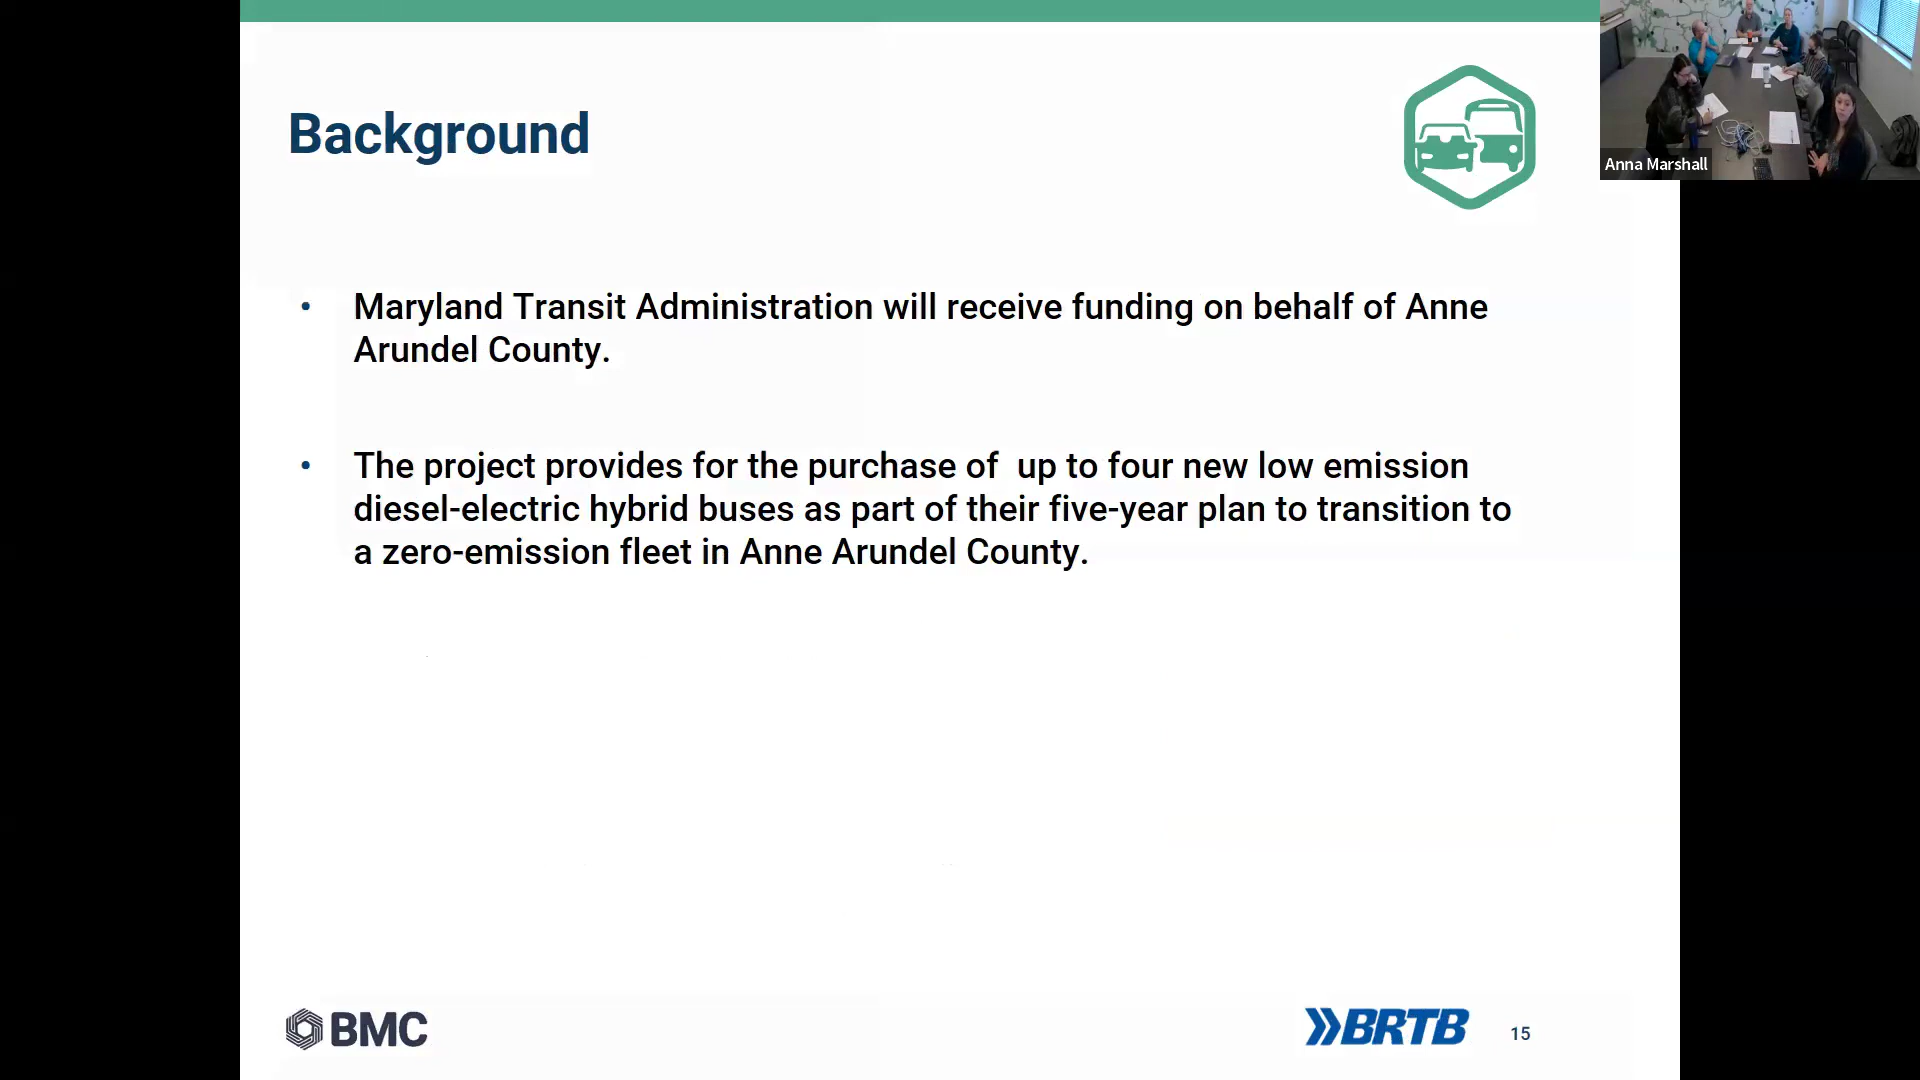 Background
Anna Marshall
• Maryland Transit Administration will receive funding on behalf of Anne
Arundel County.
• The project provides for the purchase of  up to four new low emission
diesel-electric hybrid buses as part of their five-year plan to transition to
a zero-emission fleet in Anne Arundel County.
BMC
BRTB
15